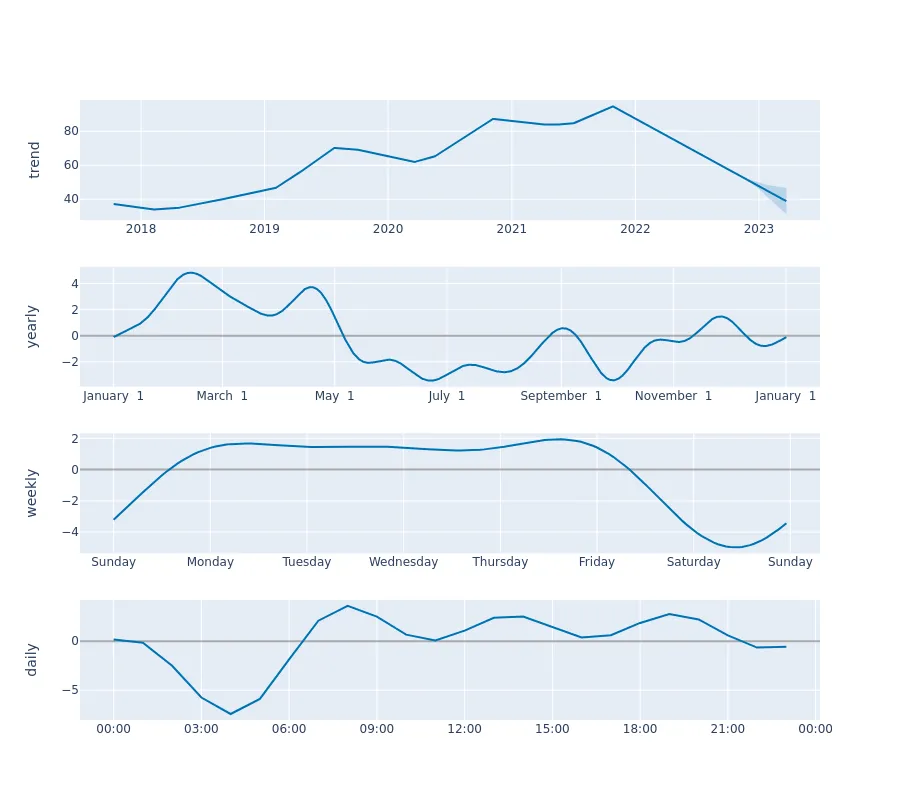 trend
80
60
40
2018 2019 2020 2021 2022 2023
yearly
4
2
0
−2
January 1 March 1 May 1 July 1 September 1 November 1 January 1
weekly
2
0
−2
−4
Sunday Monday Tuesday Wednesday Thursday Friday Saturday Sunday
daily
0
−5
00:00 03:00 06:00 09:00 12:00 15:00 18:00 21:00 00:00